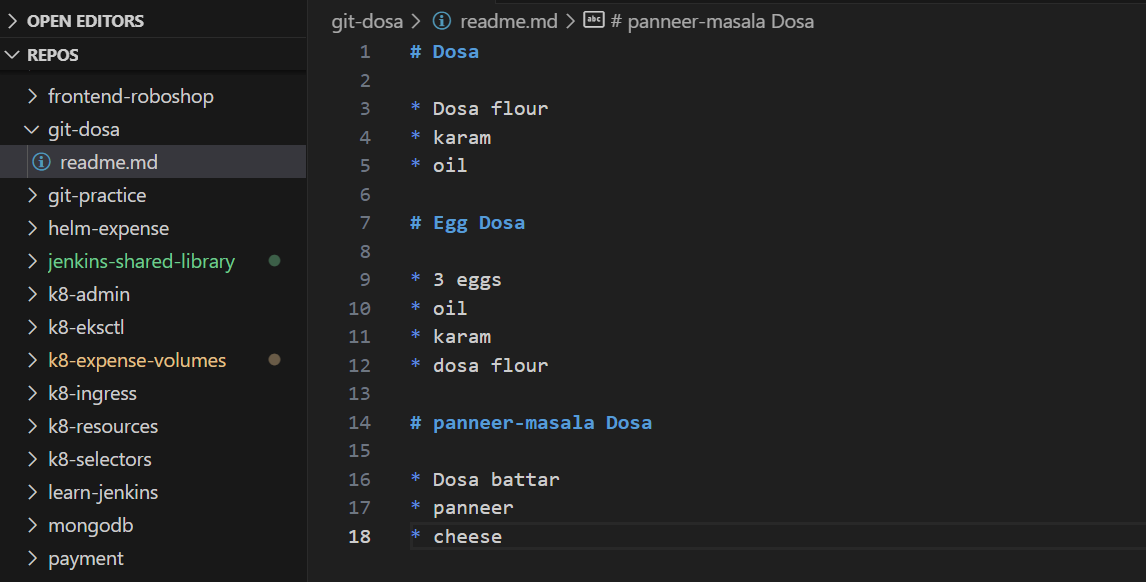 OPEN EDITORS
REPOS
frontend-roboshop
git-dosa
readme.md
git-practice
helm-expense
jenkins-shared-library
k8-admin
k8-eksctl
k8-expense-volumes
k8-ingress
k8-resources
k8-selectors
learn-jenkins
mongodb
payment
git-dosa > readme.md > abc # panneer-masala Dosa
1 # Dosa
2
3 * Dosa flour
4 * karam
5 * oil
6
7 # Egg Dosa
8
9 * 3 eggs
10 * oil
11 * karam
12 * dosa flour
13
14 # panneer-masala Dosa
15
16 * Dosa battar
17 * panneer
18 * cheese